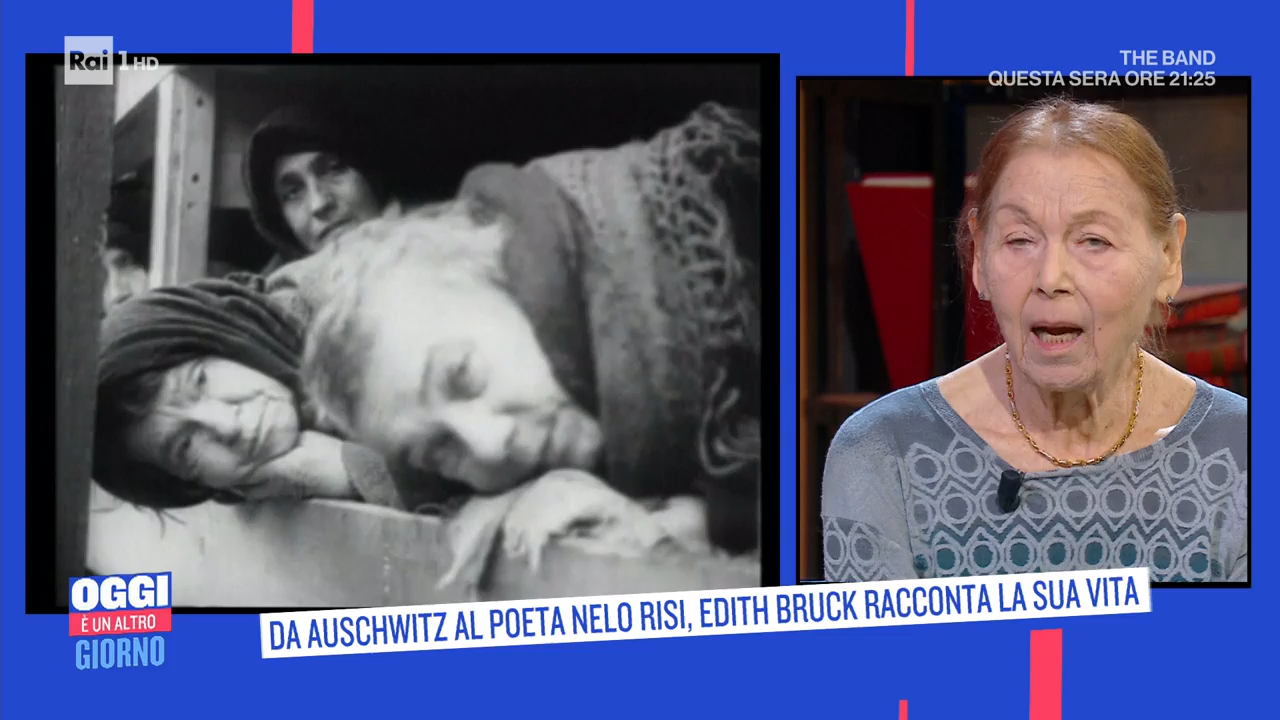 Rai 1 HD
THE BAND
QUESTA SERA ORE 21:25
OGGI
È UN ALTRO
GIORNO
DA AUSCHWITZ AL POETA NELO RISI, EDITH BRUCK RACCONTA LA SUA VITA